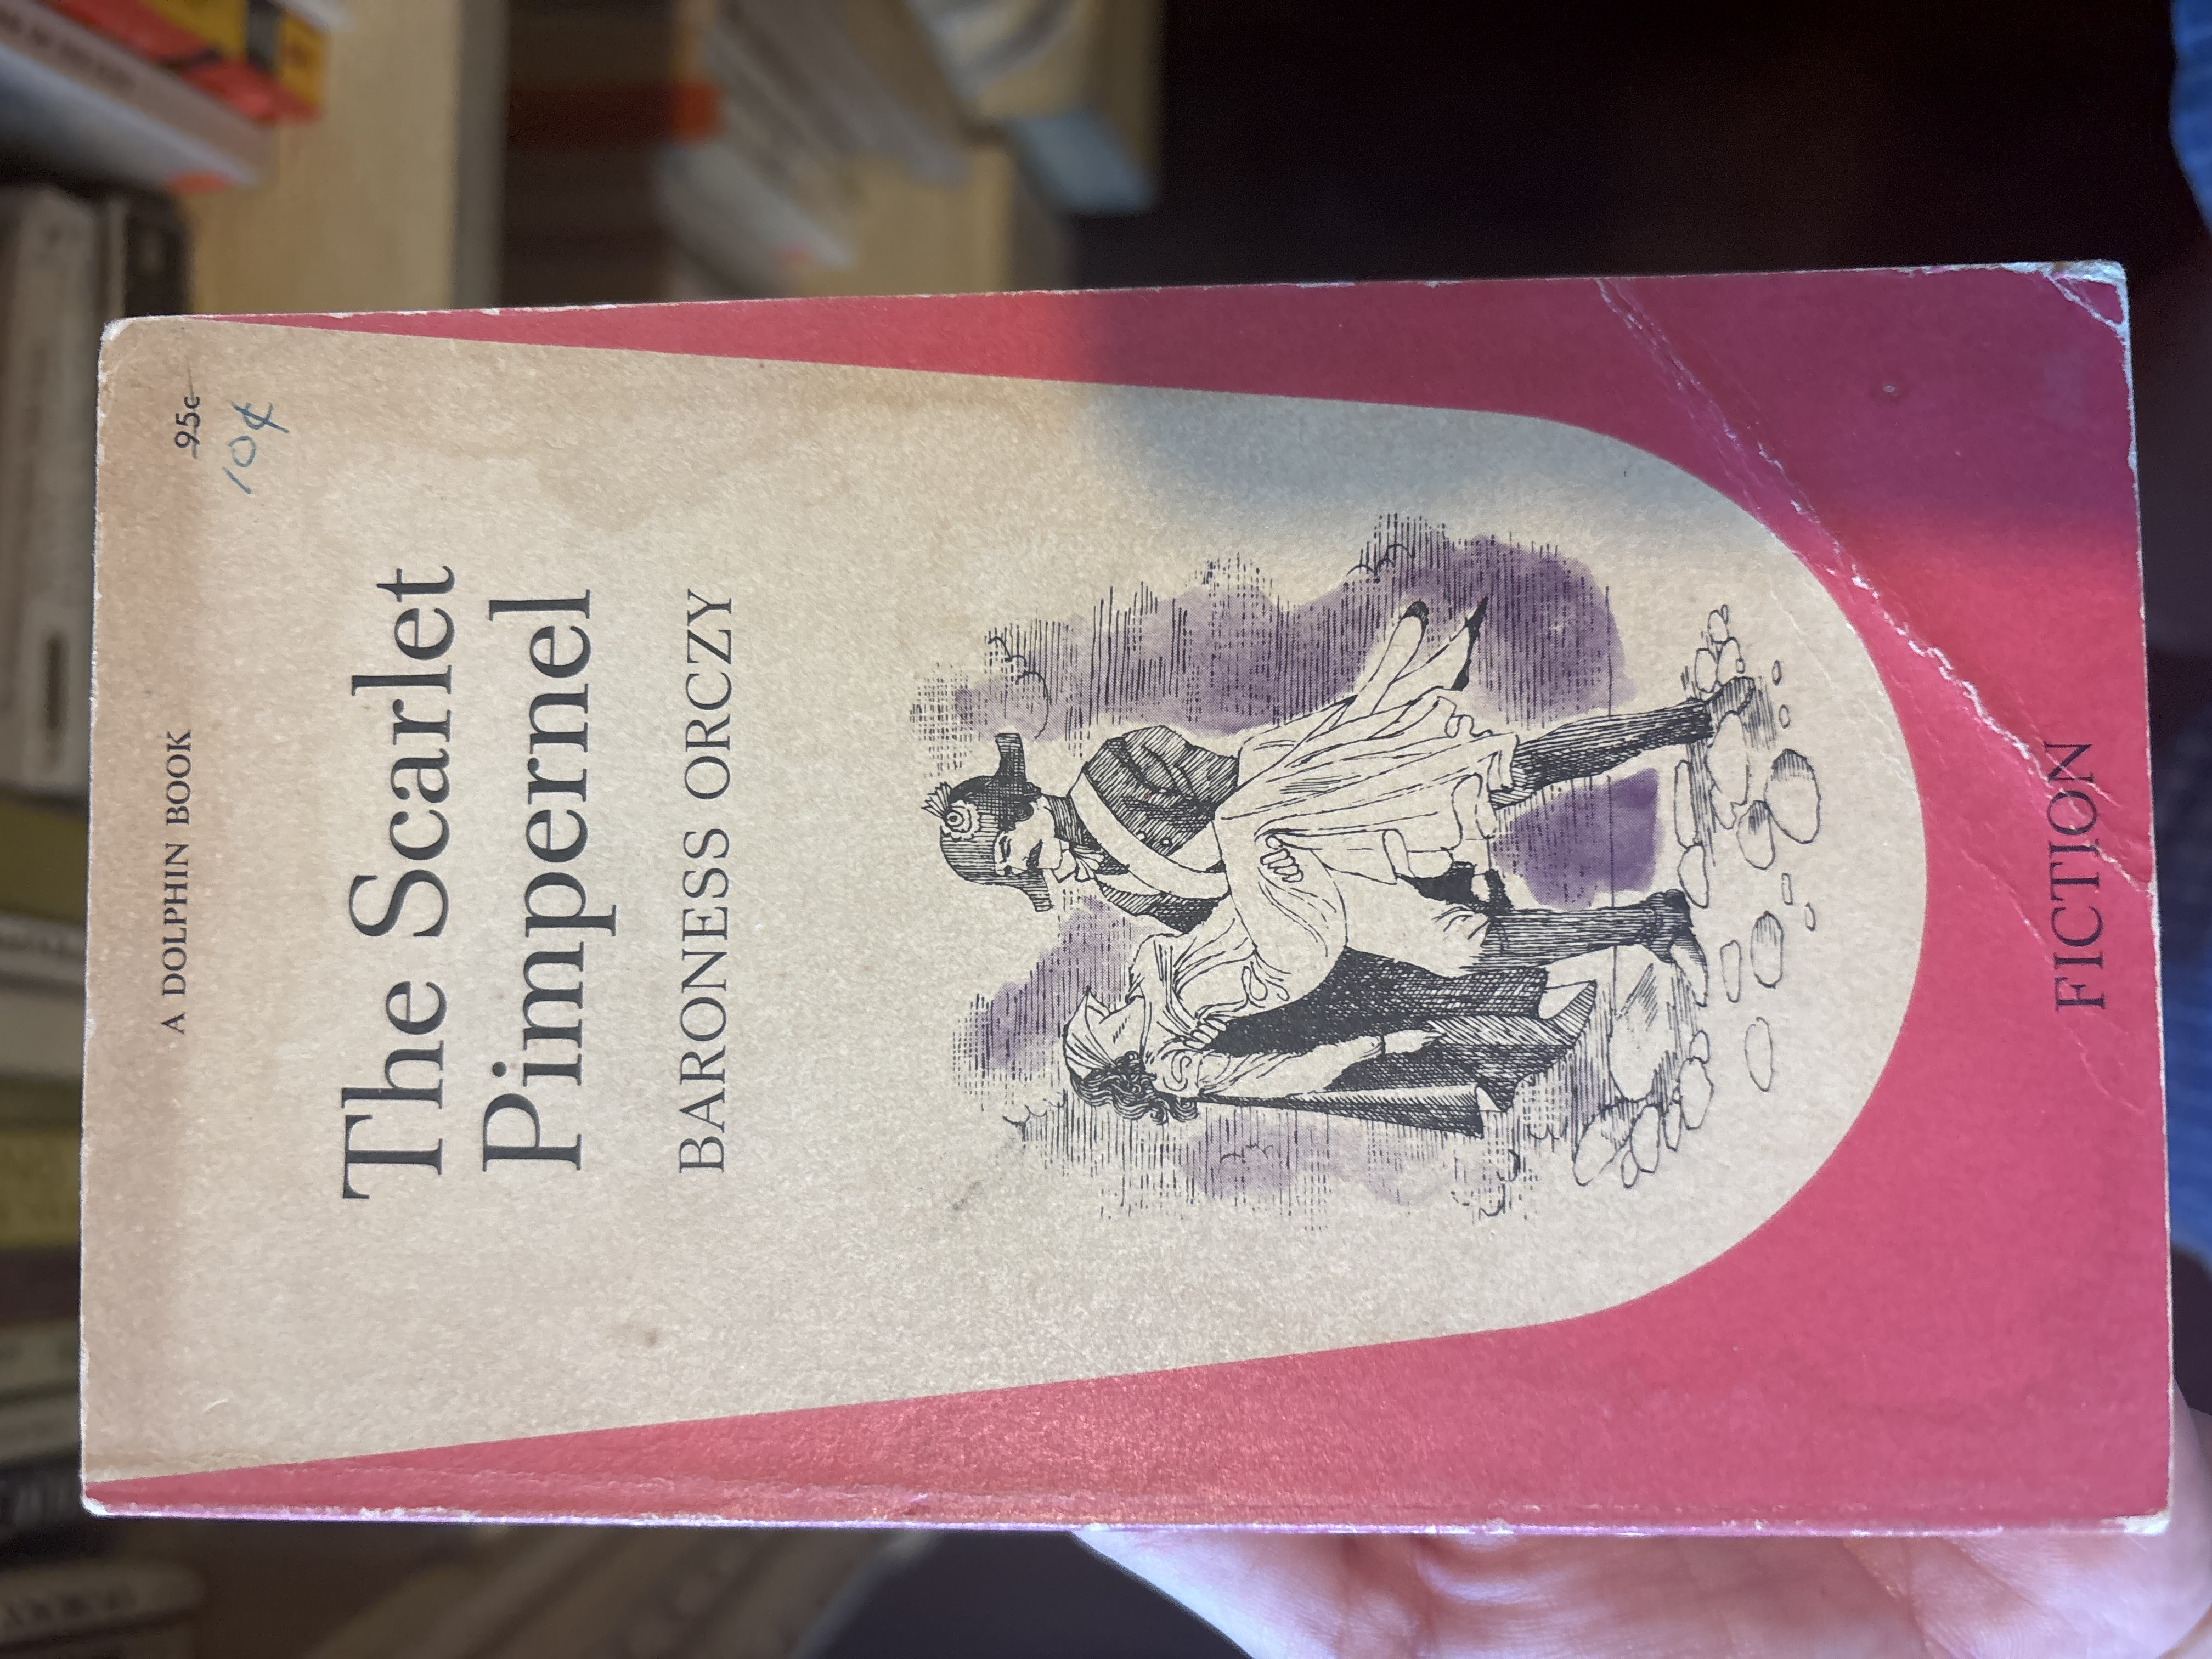 A DOLPHIN BOOK
95¢
10¢
The Scarlet
Pimpernel
BARONESS ORCZY
FICTION